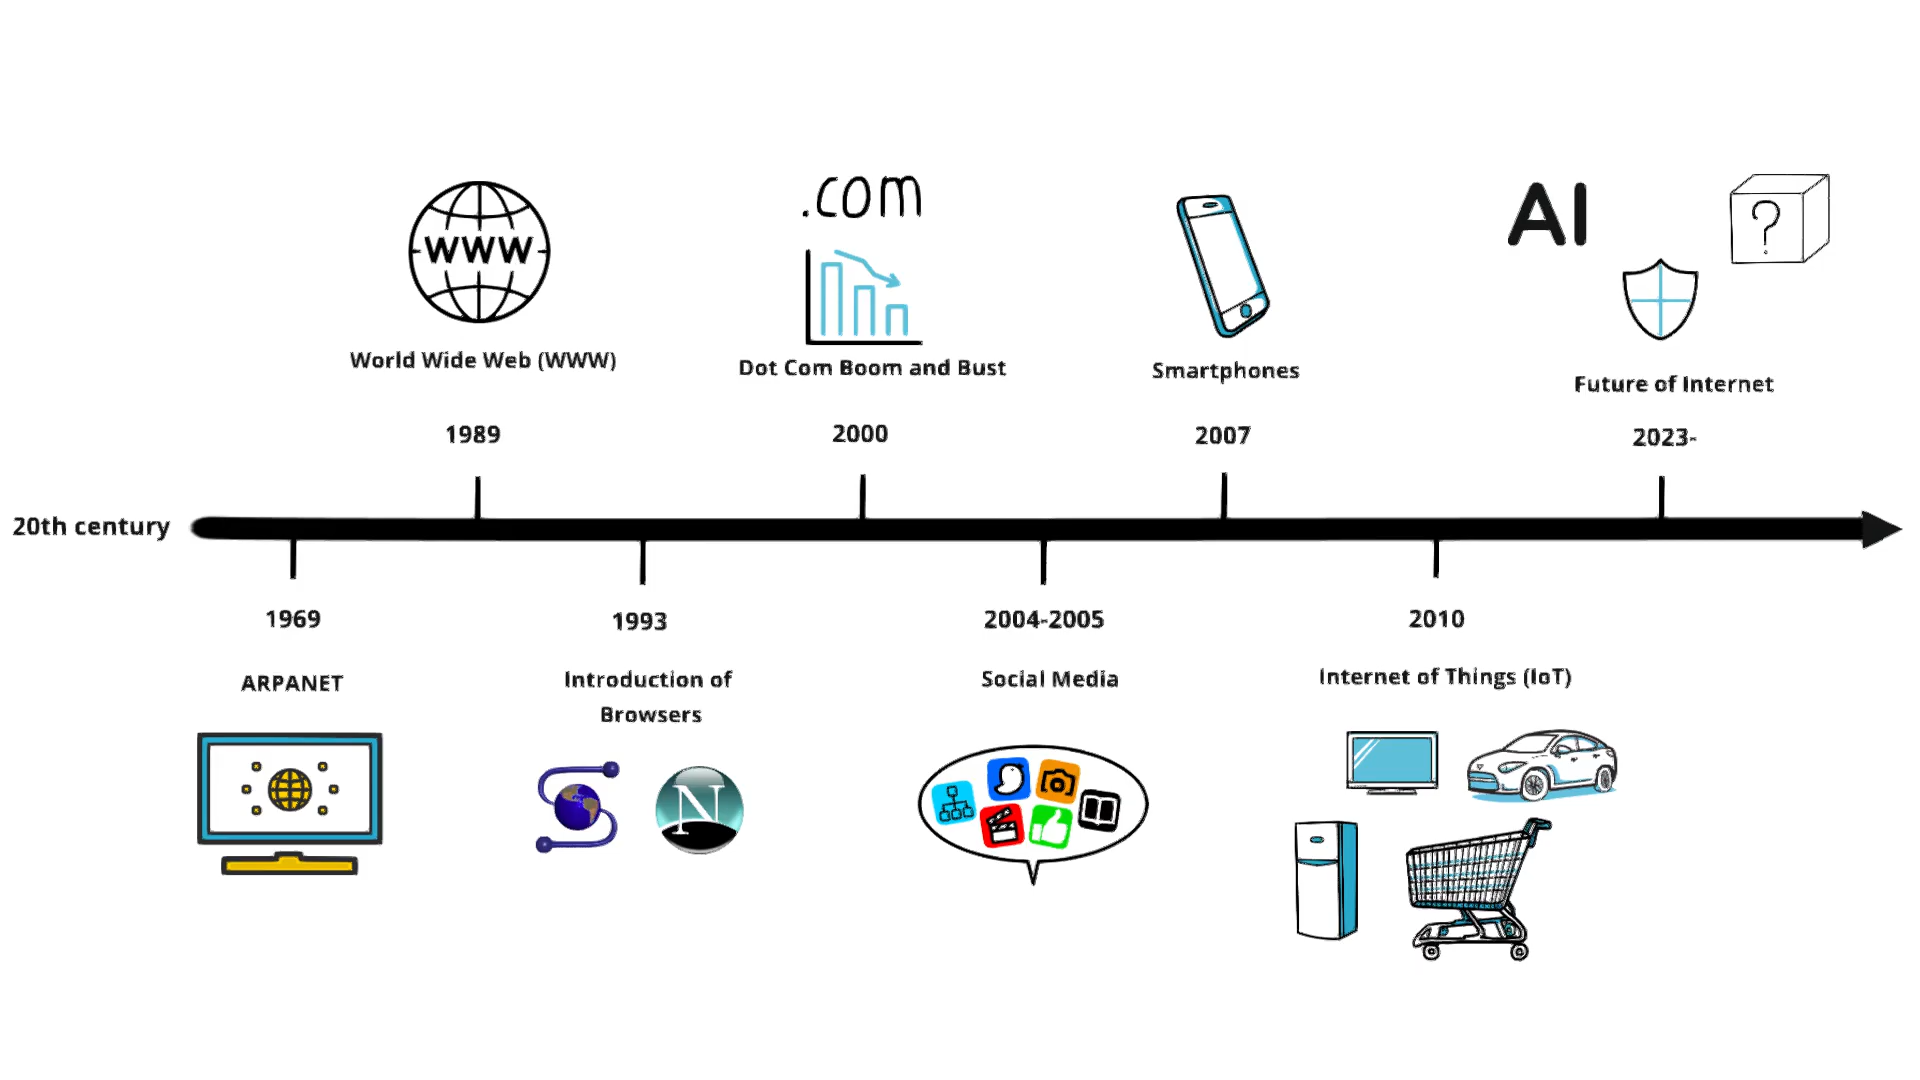 WWW
World Wide Web (WWW)
1989
.com
Dot Com Boom and Bust
2000
Smartphones
2007
AI
?
Future of Internet
2023-
20th century
1969
ARPANET
1993
Introduction of
Browsers
N
2004-2005
Social Media
2010
Internet of Things (IoT)